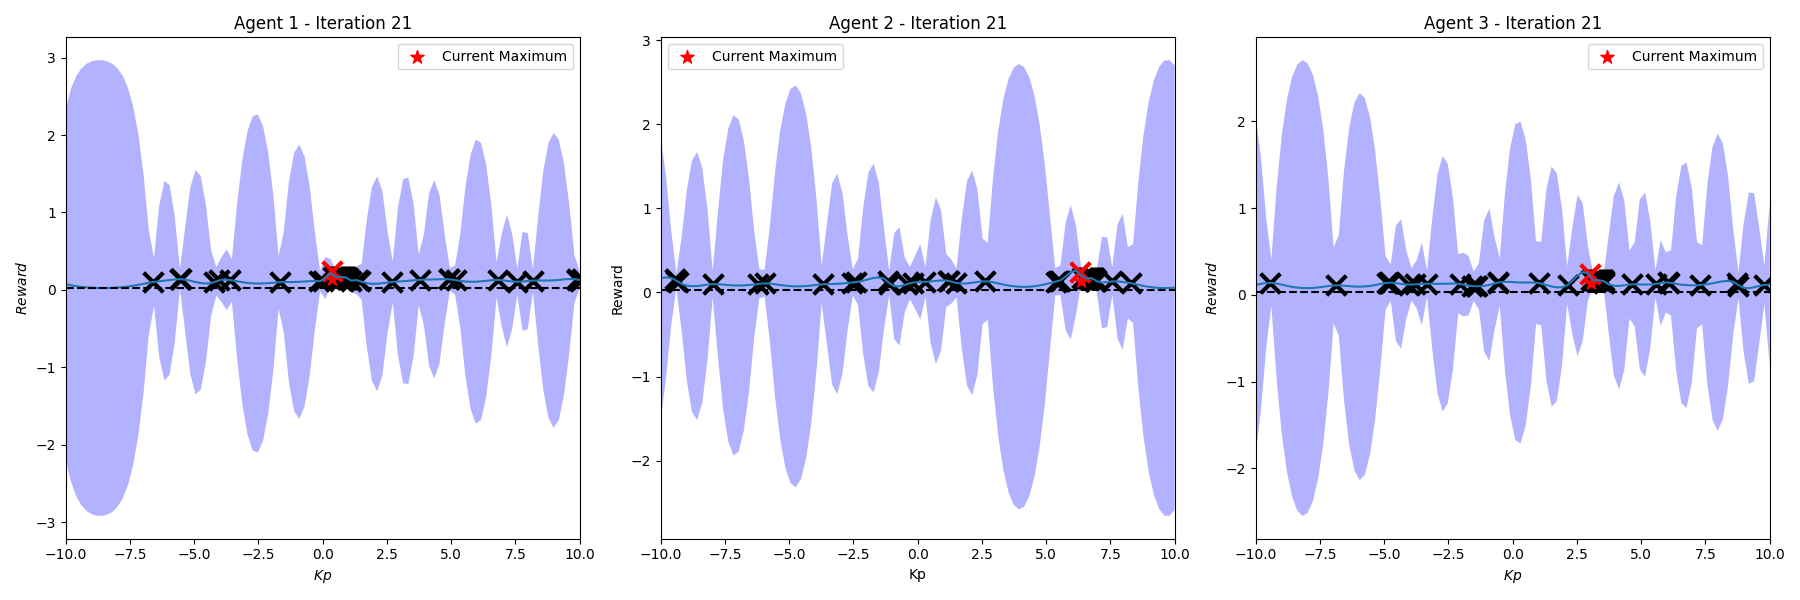 Agent 1 - Iteration 21
Current Maximum
3
2
1
0
−1
−2
−3
Reward
−10.0 −7.5 −5.0 −2.5 0.0 2.5 5.0 7.5 10.0
Kp
Agent 2 - Iteration 21
Current Maximum
3
2
1
0
−1
−2
Reward
−10.0 −7.5 −5.0 −2.5 0.0 2.5 5.0 7.5 10.0
Kp
Agent 3 - Iteration 21
Current Maximum
2
1
0
−1
−2
Reward
−10.0 −7.5 −5.0 −2.5 0.0 2.5 5.0 7.5 10.0
Kp